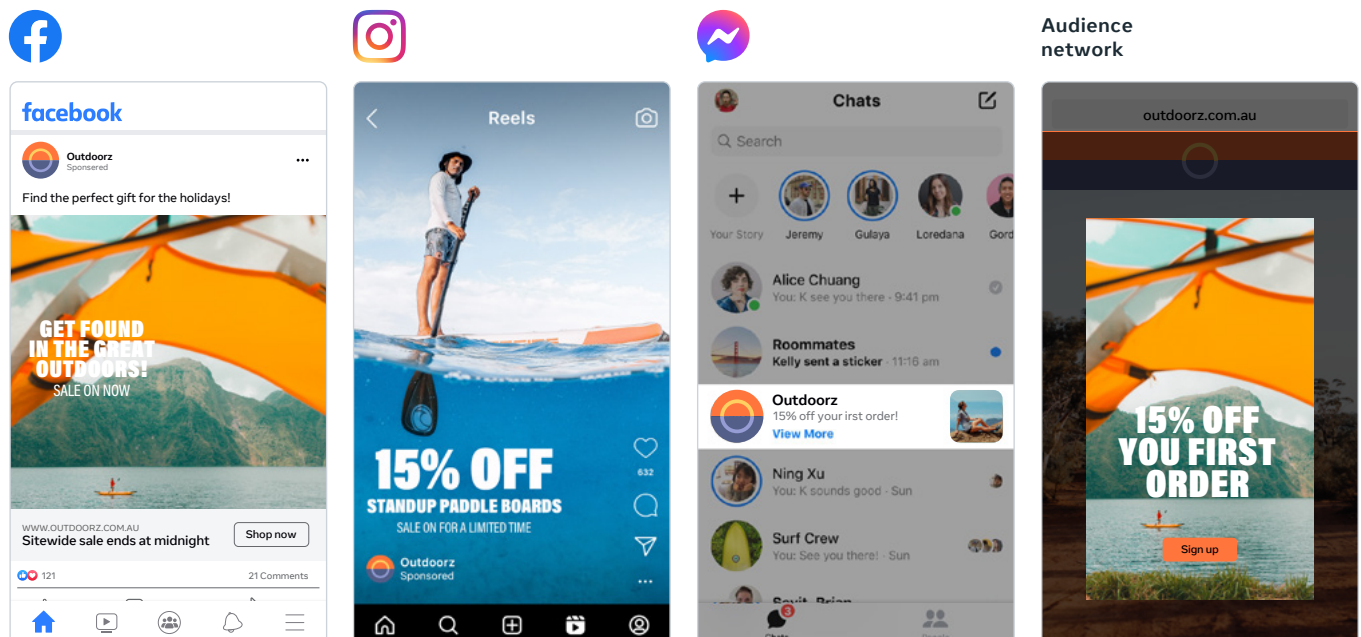 Audience
network
facebook
Outdoorz
Sponsered
Find the perfect gift for the holidays!
GET FOUND
IN THE GREAT
OUTDOORS!
SALE ON NOW
WWW.OUTDOORZ.COM.AU
Sitewide sale ends at midnight
Shop now
121
21 Comments
Reels
632
15% OFF
STANDUP PADDLE BOARDS
SALE ON FOR A LIMITED TIME
Outdoorz
Sponsored
Chats
Search
Your Story
Jeremy
Gulaya
Loredana
Gord
Alice Chuang
You: K see you there · 9:41 pm
Roommates
Kelly sent a sticker · 11:16 am
Outdoorz
15% off your irst order!
View More
Ning Xu
You: K sounds good · Sun
Surf Crew
You: See you there! · Sun
3
outdoorz.com.au
15% OFF
YOU FIRST
ORDER
Sign up